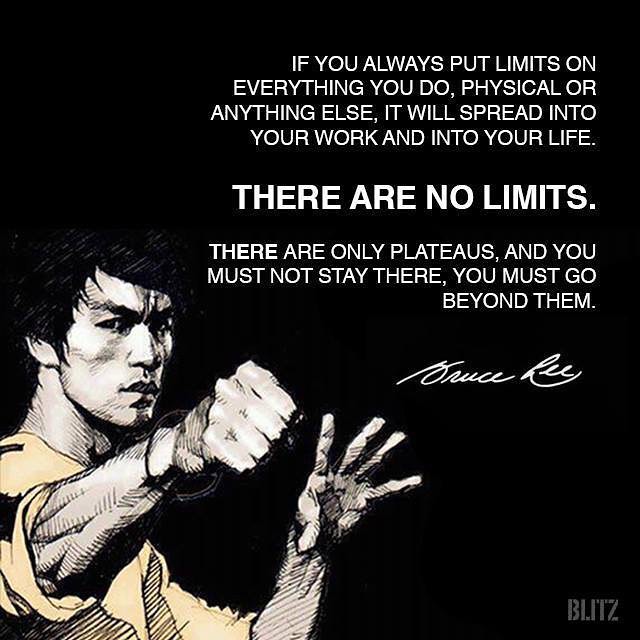 IF YOU ALWAYS PUT LIMITS ON
EVERYTHING YOU DO, PHYSICAL OR
ANYTHING ELSE, IT WILL SPREAD INTO
YOUR WORK AND INTO YOUR LIFE.
THERE ARE NO LIMITS.
THERE ARE ONLY PLATEAUS, AND YOU
MUST NOT STAY THERE, YOU MUST GO
BEYOND THEM.
Bruce Lee
BLITZ